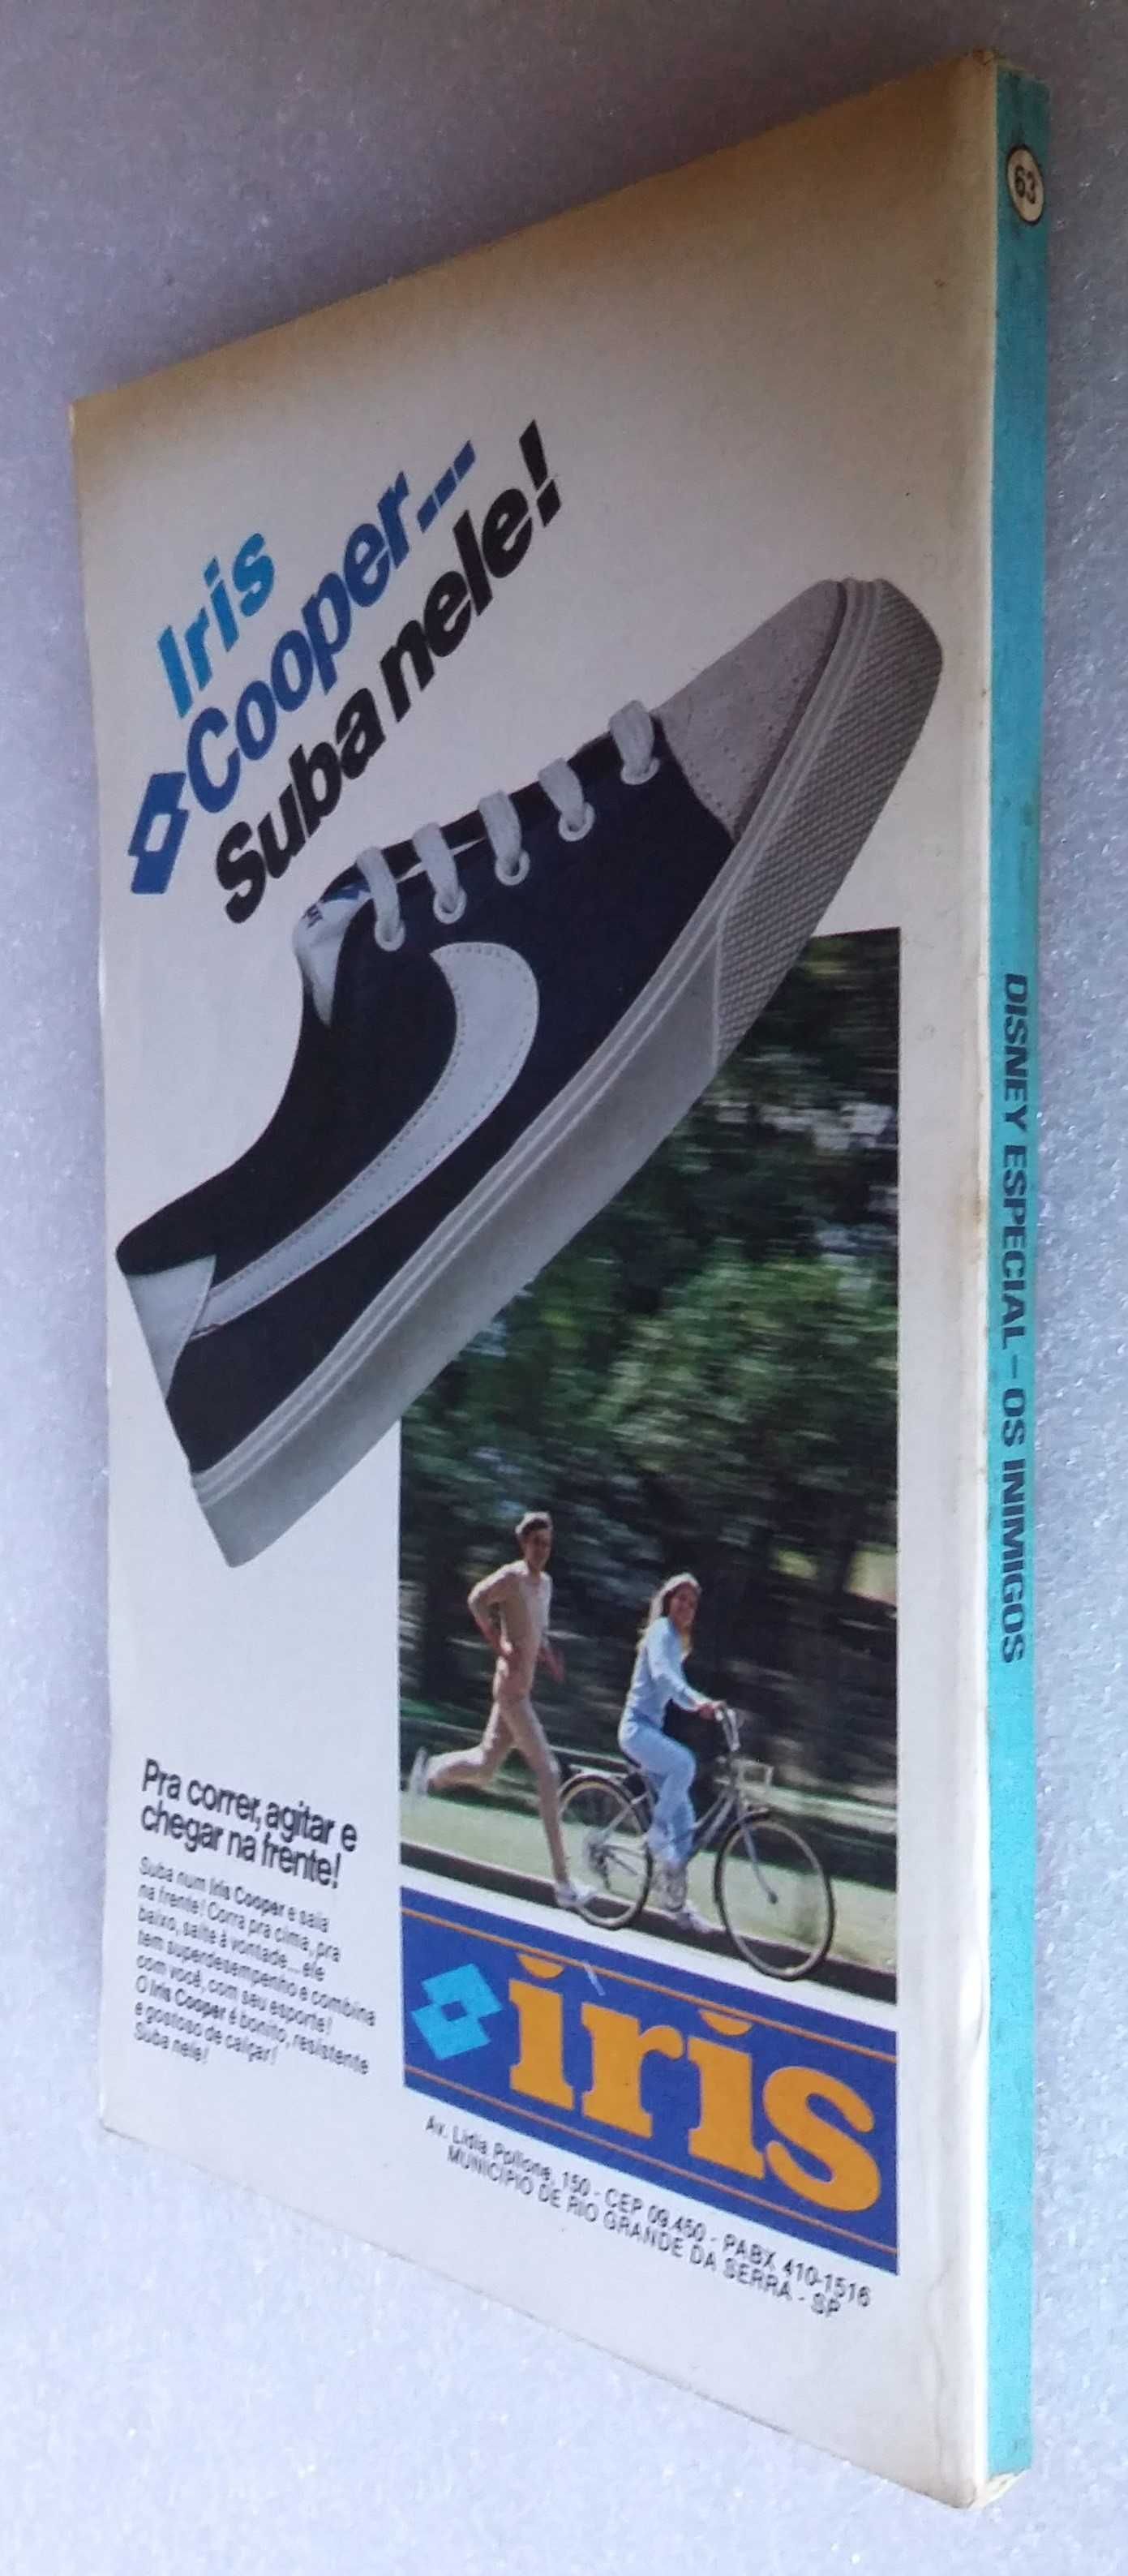 Iris
Cooper...
Suba nele!
Pra correr, agitar e
chegar na frente!
Suba num Iris Cooper e saia
na frente! Corra pra cima, pra
baixo, salte à vontade... ele
tem superdesempenho e combina
com você, com seu esporte!
O Iris Cooper é bonito, resistente
e gostoso de calçar!
Suba nele!
iris
Av. Lidia Pollone, 150 - CEP 09.450 - PABX 410-1516
MUNICÍPIO DE RIO GRANDE DA SERRA - SP
63
DISNEY ESPECIAL - OS INIMIGOS